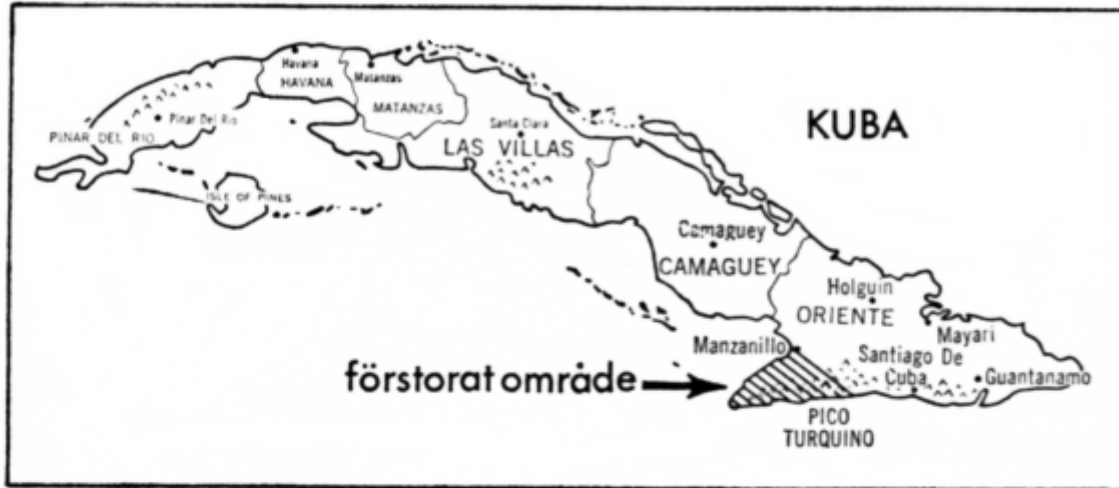 KUBA
Havana
HAVANA
Matanzas
MATANZAS
Pinar Del Rio
PINAR DEL RIO
Santa Clara
LAS VILLAS
ISLE OF PINES
Camaguey
CAMAGUEY
Holguin
ORIENTE
Mayari
Manzanillo
Santiago De
Cuba
Guantanamo
förstorat område
PICO
TURQUINO